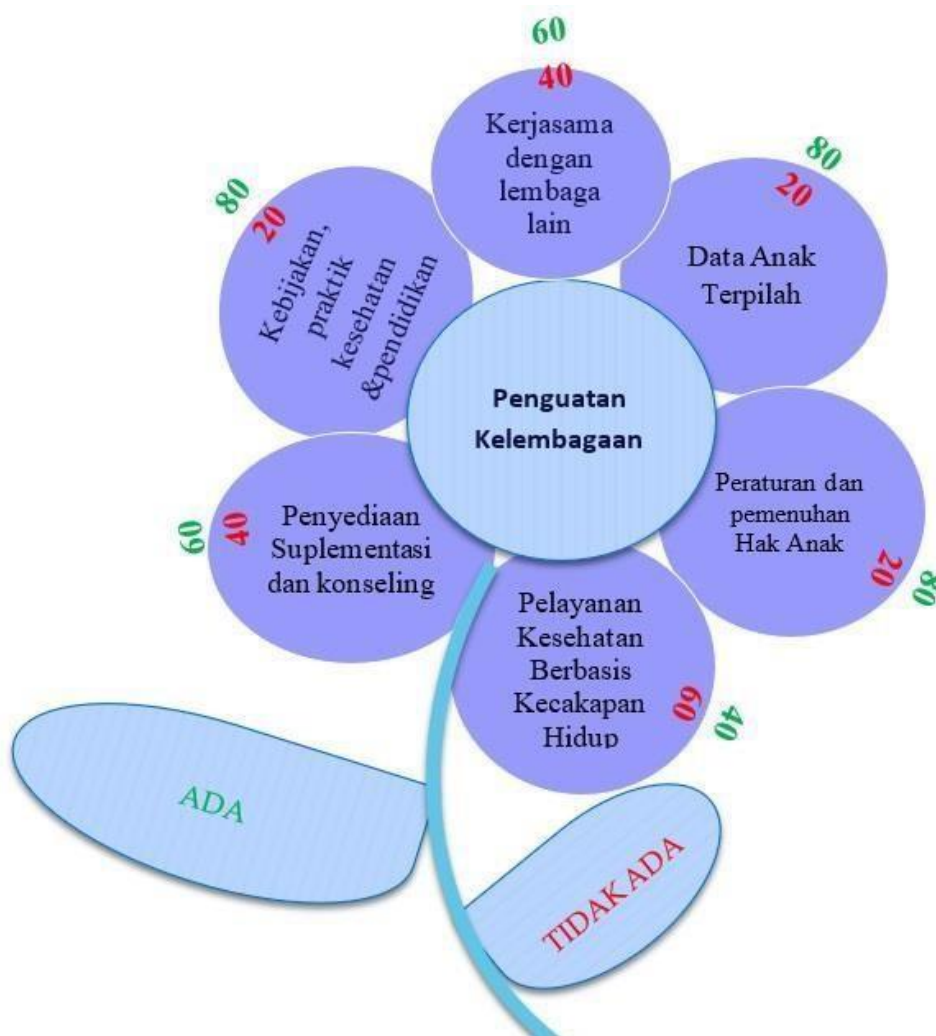 60
40
Kerjasama
dengan
lembaga
lain
80
20
Data Anak
Terpilah
80
20
Kebijakan,
praktik
kesehatan
&pendidikan
Penguatan
Kelembagaan
Peraturan dan
pemenuhan
Hak Anak
20
80
60
40
Penyediaan
Suplementasi
dan konseling
Pelayanan
Kesehatan
Berbasis
Kecakapan
Hidup
60
40
ADA
TIDAK ADA